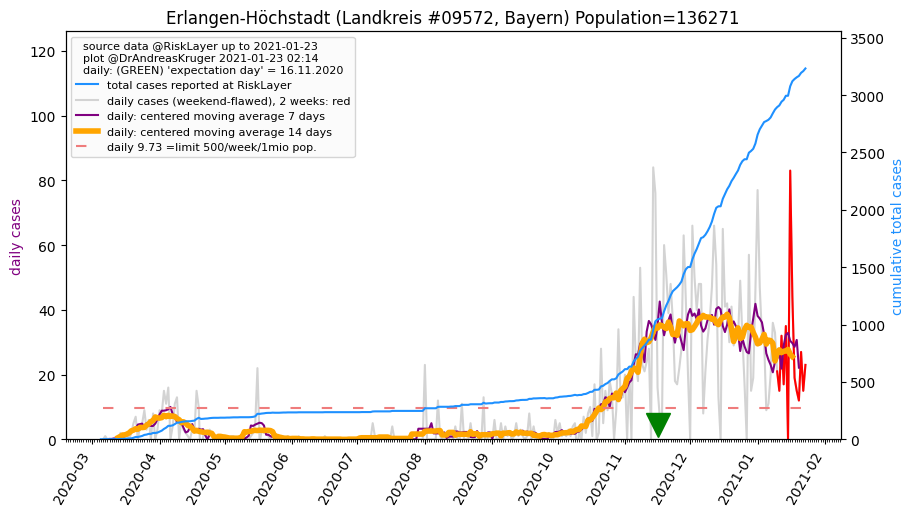 Erlangen-Höchstadt (Landkreis #09572, Bayern) Population=136271
source data @RiskLayer up to 2021-01-23
plot @DrAndreasKruger 2021-01-23 02:14
daily: (GREEN) 'expectation day' = 16.11.2020
total cases reported at RiskLayer
daily cases (weekend-flawed), 2 weeks: red
daily: centered moving average 7 days
daily: centered moving average 14 days
daily 9.73 =limit 500/week/1mio pop.
daily cases
120
100
80
60
40
20
0
cumulative total cases
3500
3000
2500
2000
1500
1000
500
0
2020-03
2020-04
2020-05
2020-06
2020-07
2020-08
2020-09
2020-10
2020-11
2020-12
2021-01
2021-02